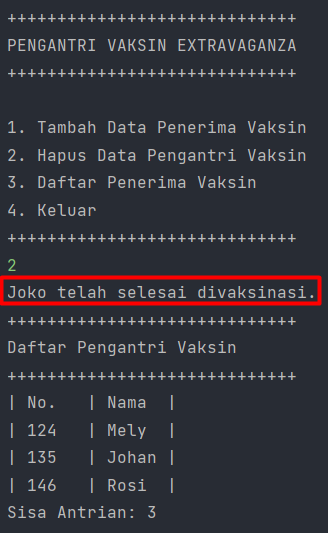 +++++++++++++++++++++++++++++
PENGANTRI VAKSIN EXTRAVAGANZA
+++++++++++++++++++++++++++++
1. Tambah Data Penerima Vaksin
2. Hapus Data Pengantri Vaksin
3. Daftar Penerima Vaksin
4. Keluar
+++++++++++++++++++++++++++++
2
Joko telah selesai divaksinasi.
+++++++++++++++++++++++++++++
Daftar Pengantri Vaksin
+++++++++++++++++++++++++++++
| No.   | Nama  |
| 124   | Mely  |
| 135   | Johan |
| 146   | Rosi  |
Sisa Antrian: 3